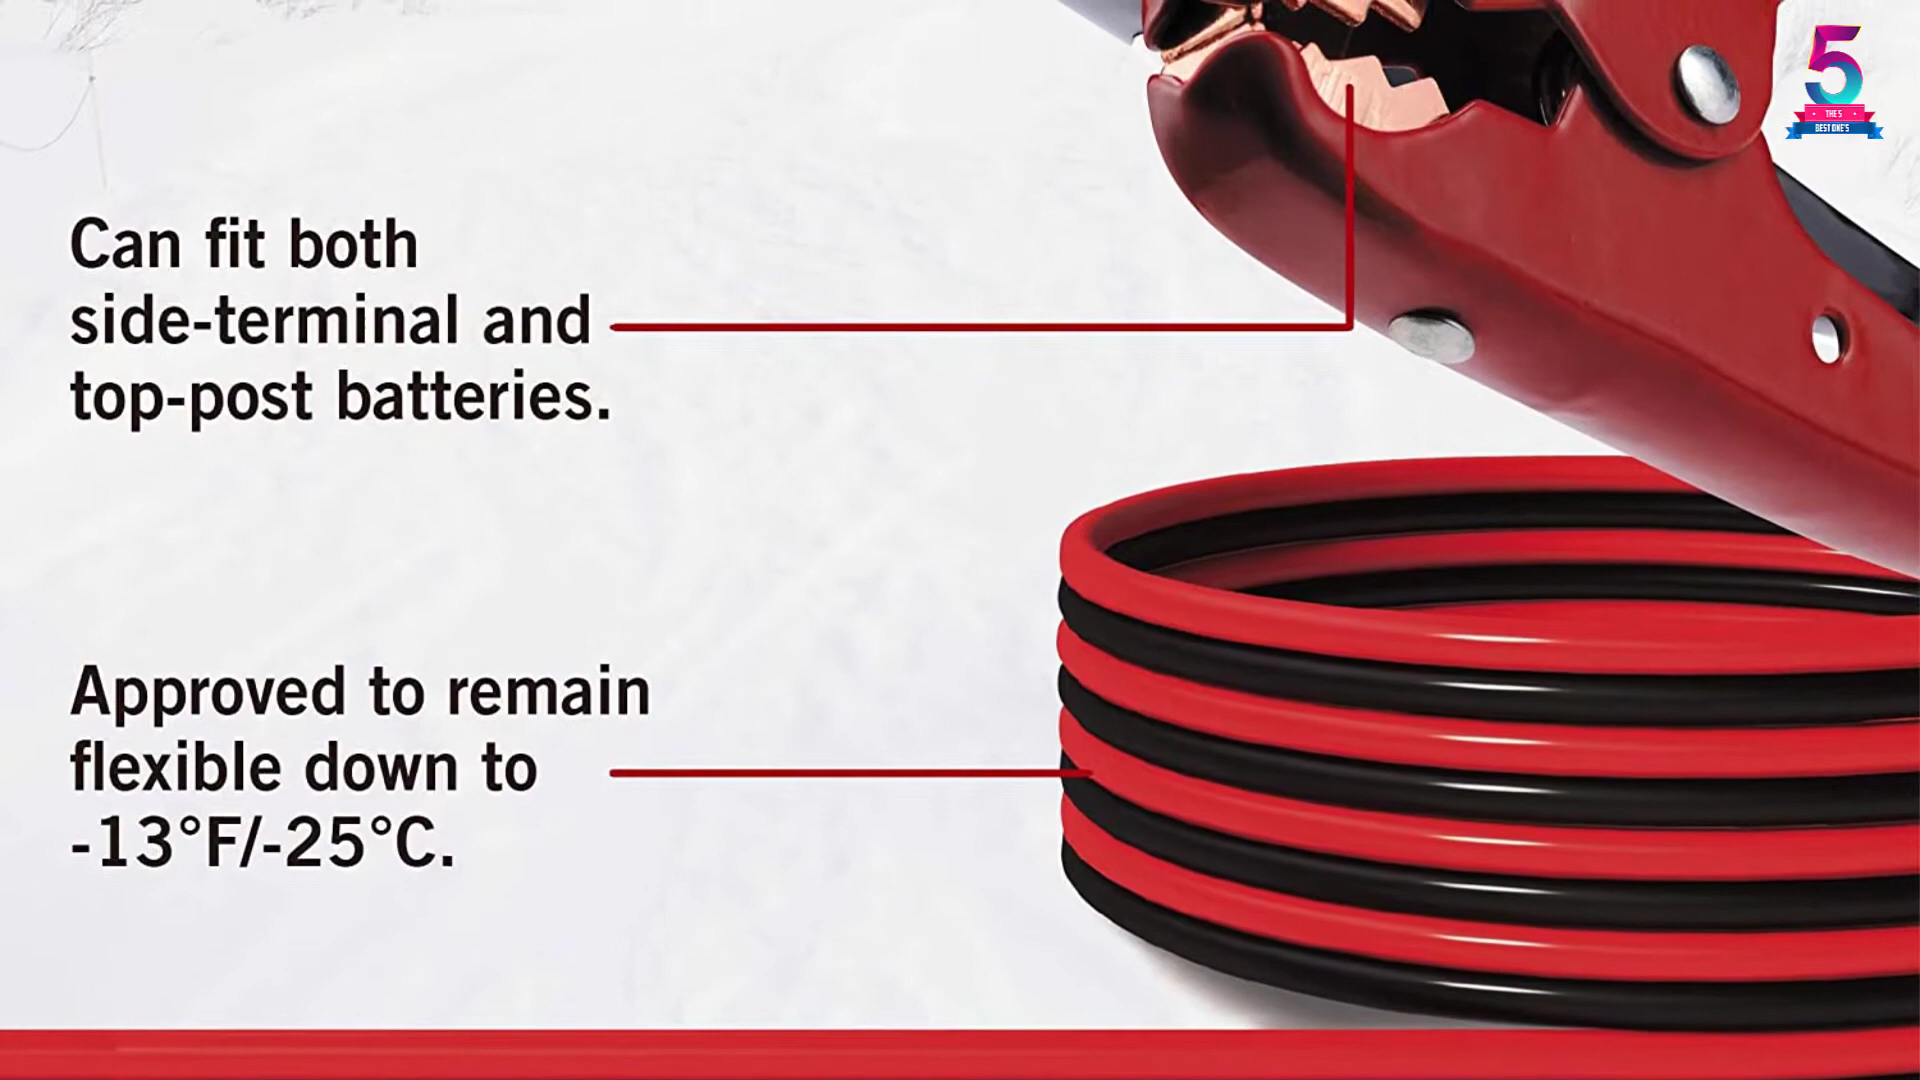 5
THE 5
BEST ONE'S
Can fit both
side-terminal and
top-post batteries.
Approved to remain
flexible down to
-13°F/-25°C.